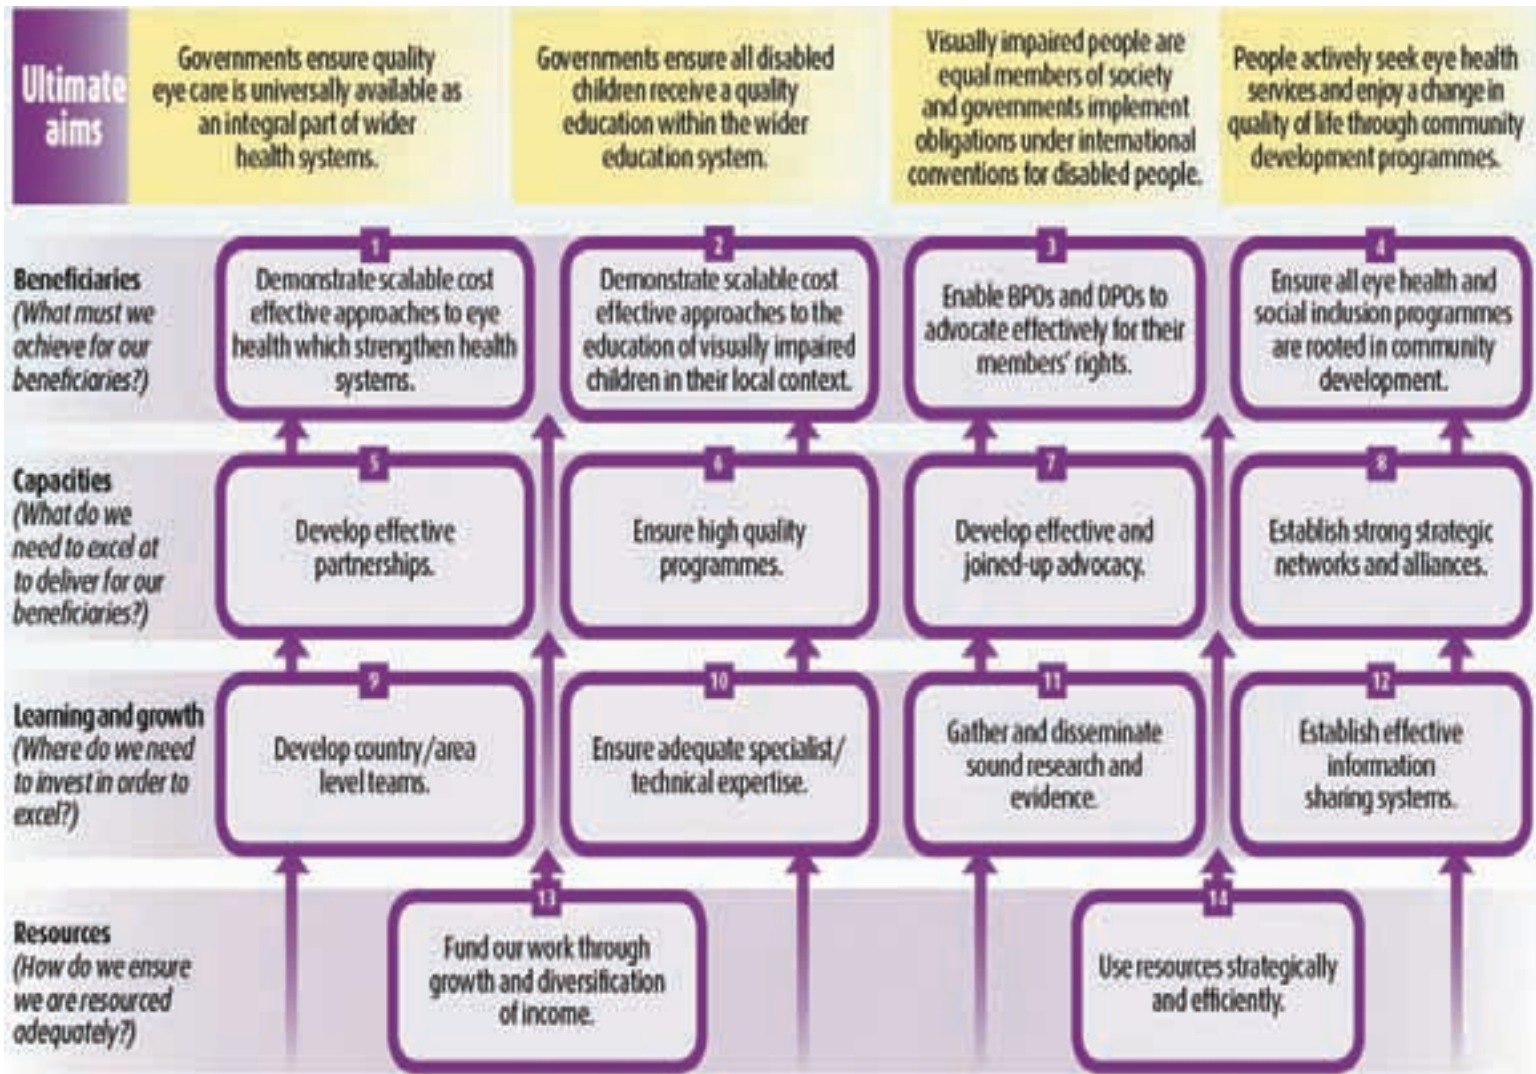 Ultimate
aims
Governments ensure quality
eye care is universally available as
an integral part of wider
health systems.
Governments ensure all disabled
children receive a quality
education within the wider
education system.
Visually impaired people are
equal members of society
and governments implement
obligations under international
conventions for disabled people.
People actively seek eye health
services and enjoy a change in
quality of life through community
development programmes.
Beneficiaries
(What must we
achieve for our
beneficiaries?)
1
Demonstrate scalable cost
effective approaches to eye
health which strengthen health
systems.
2
Demonstrate scalable cost
effective approaches to the
education of visually impaired
children in their local context.
3
Enable BPOs and DPOs to
advocate effectively for their
members' rights.
4
Ensure all eye health and
social inclusion programmes
are rooted in community
development.
Capacities
(What do we
need to excel at
to deliver for our
beneficiaries?)
5
Develop effective
partnerships.
6
Ensure high quality
programmes.
7
Develop effective and
joined-up advocacy.
8
Establish strong strategic
networks and alliances.
Learning and growth
(Where do we need
to invest in order to
excel?)
9
Develop country/area
level teams.
10
Ensure adequate specialist/
technical expertise.
11
Gather and disseminate
sound research and
evidence.
12
Establish effective
information
sharing systems.
Resources
(How do we ensure
we are resourced
adequately?)
13
Fund our work through
growth and diversification
of income.
14
Use resources strategically
and efficiently.